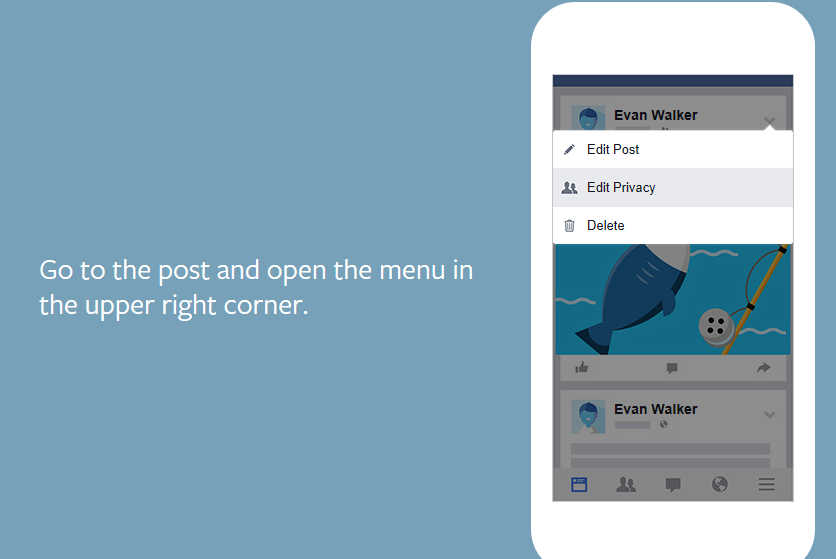 Evan Walker
Edit Post
Edit Privacy
Delete
Go to the post and open the menu in
the upper right corner.
Evan Walker